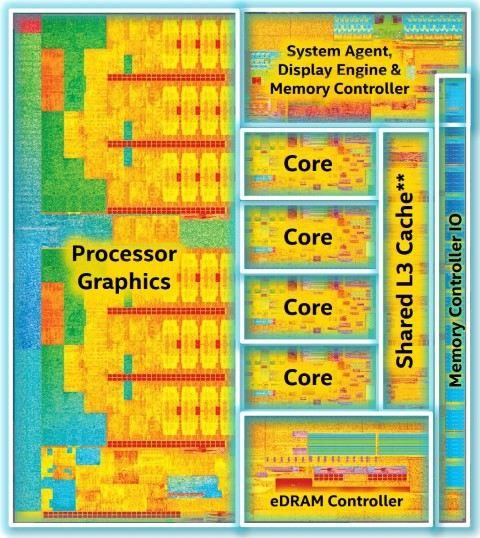 System Agent,
Display Engine &
Memory Controller
Core
Core
Core
Core
Processor
Graphics
Shared L3 Cache**
Memory Controller IO
eDRAM Controller